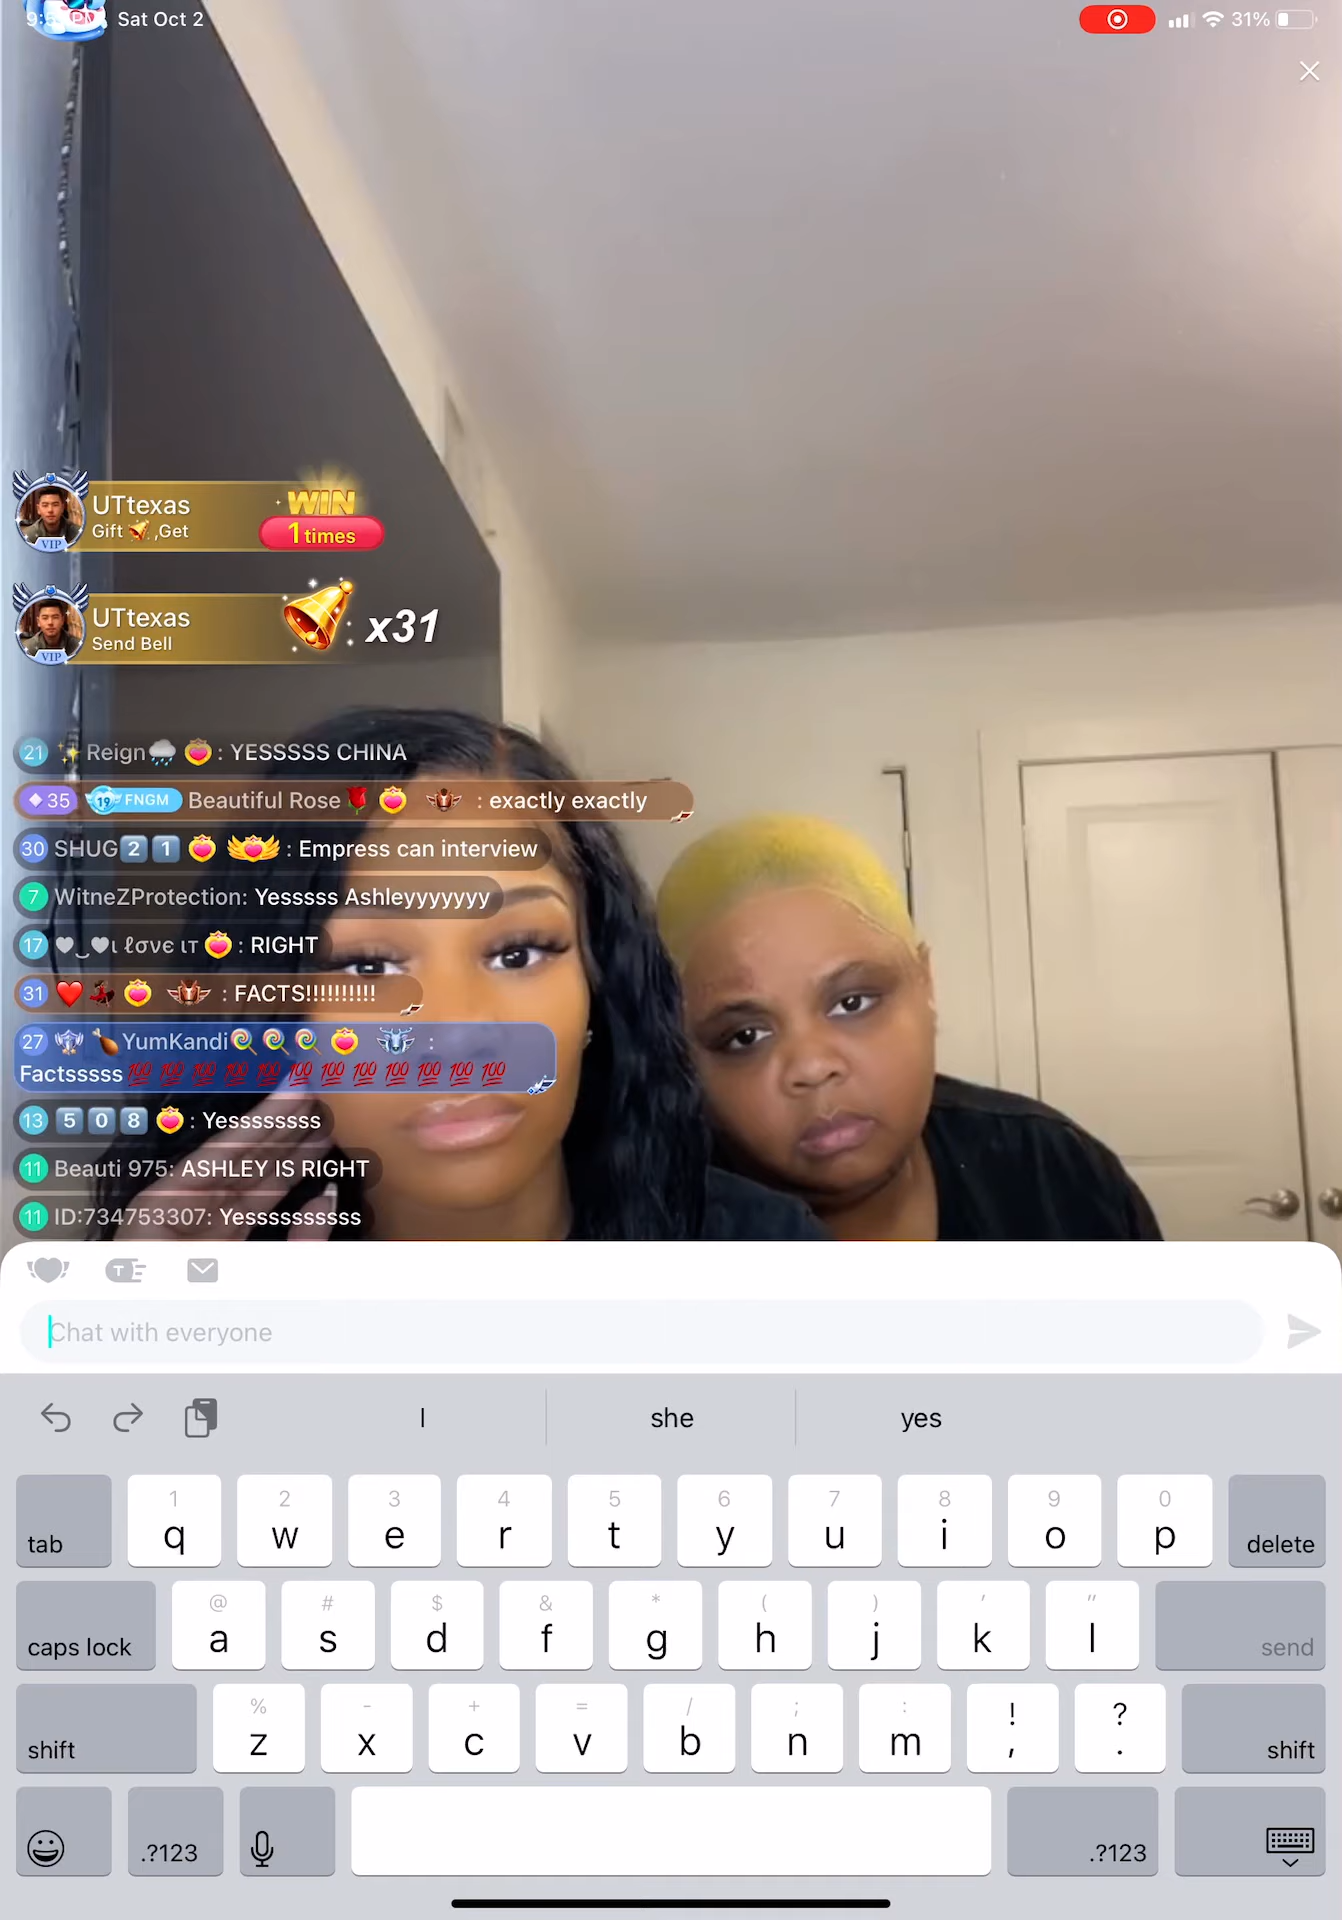 Sat Oct 2
31%
UTtexas
Gift ,Get
WIN
1 times
VIP
UTtexas
Send Bell
x31
VIP
21 Reign : YESSSSS CHINA
35 19 FNGM Beautiful Rose : exactly exactly
30 SHUG 2 1 : Empress can interview
7 WitneZProtection: Yesssss Ashleyyyyyyy
17 ♥‿♥ι ℓσνє ιт : RIGHT
31 : FACTS!!!!!!!!!!
27 YumKandi :
Factsssss 💯 💯 💯 💯 💯 💯 💯 💯 💯 💯 💯 💯
13 5 0 8 : Yessssssss
11 Beauti 975: ASHLEY IS RIGHT
11 ID:734753307: Yessssssssss
Chat with everyone
I she yes
tab 1 q 2 w 3 e 4 r 5 t 6 y 7 u 8 i 9 o 0 p delete
caps lock @ a # s $ d & f * g ( h ) j ' k " l send
shift % z - x + c = v / b ; n : m ! , ? . shift
.?123 .?123